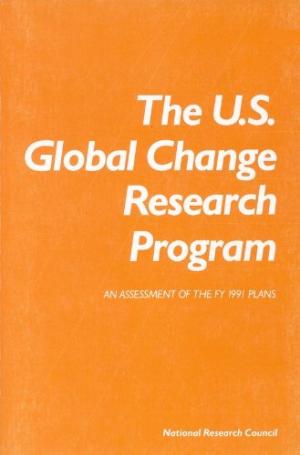 The U.S.
Global Change
Research
Program
AN ASSESSMENT OF THE FY 1991 PLANS
National Research Council